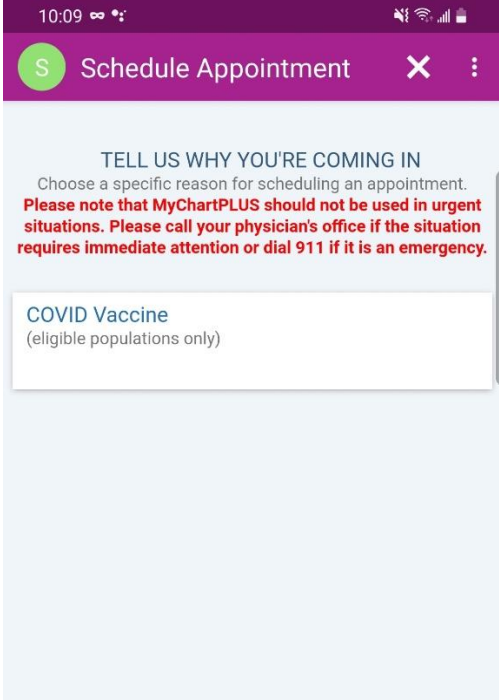 10:09
S Schedule Appointment
TELL US WHY YOU'RE COMING IN
Choose a specific reason for scheduling an appointment.
Please note that MyChartPLUS should not be used in urgent
situations. Please call your physician's office if the situation
requires immediate attention or dial 911 if it is an emergency.
COVID Vaccine
(eligible populations only)